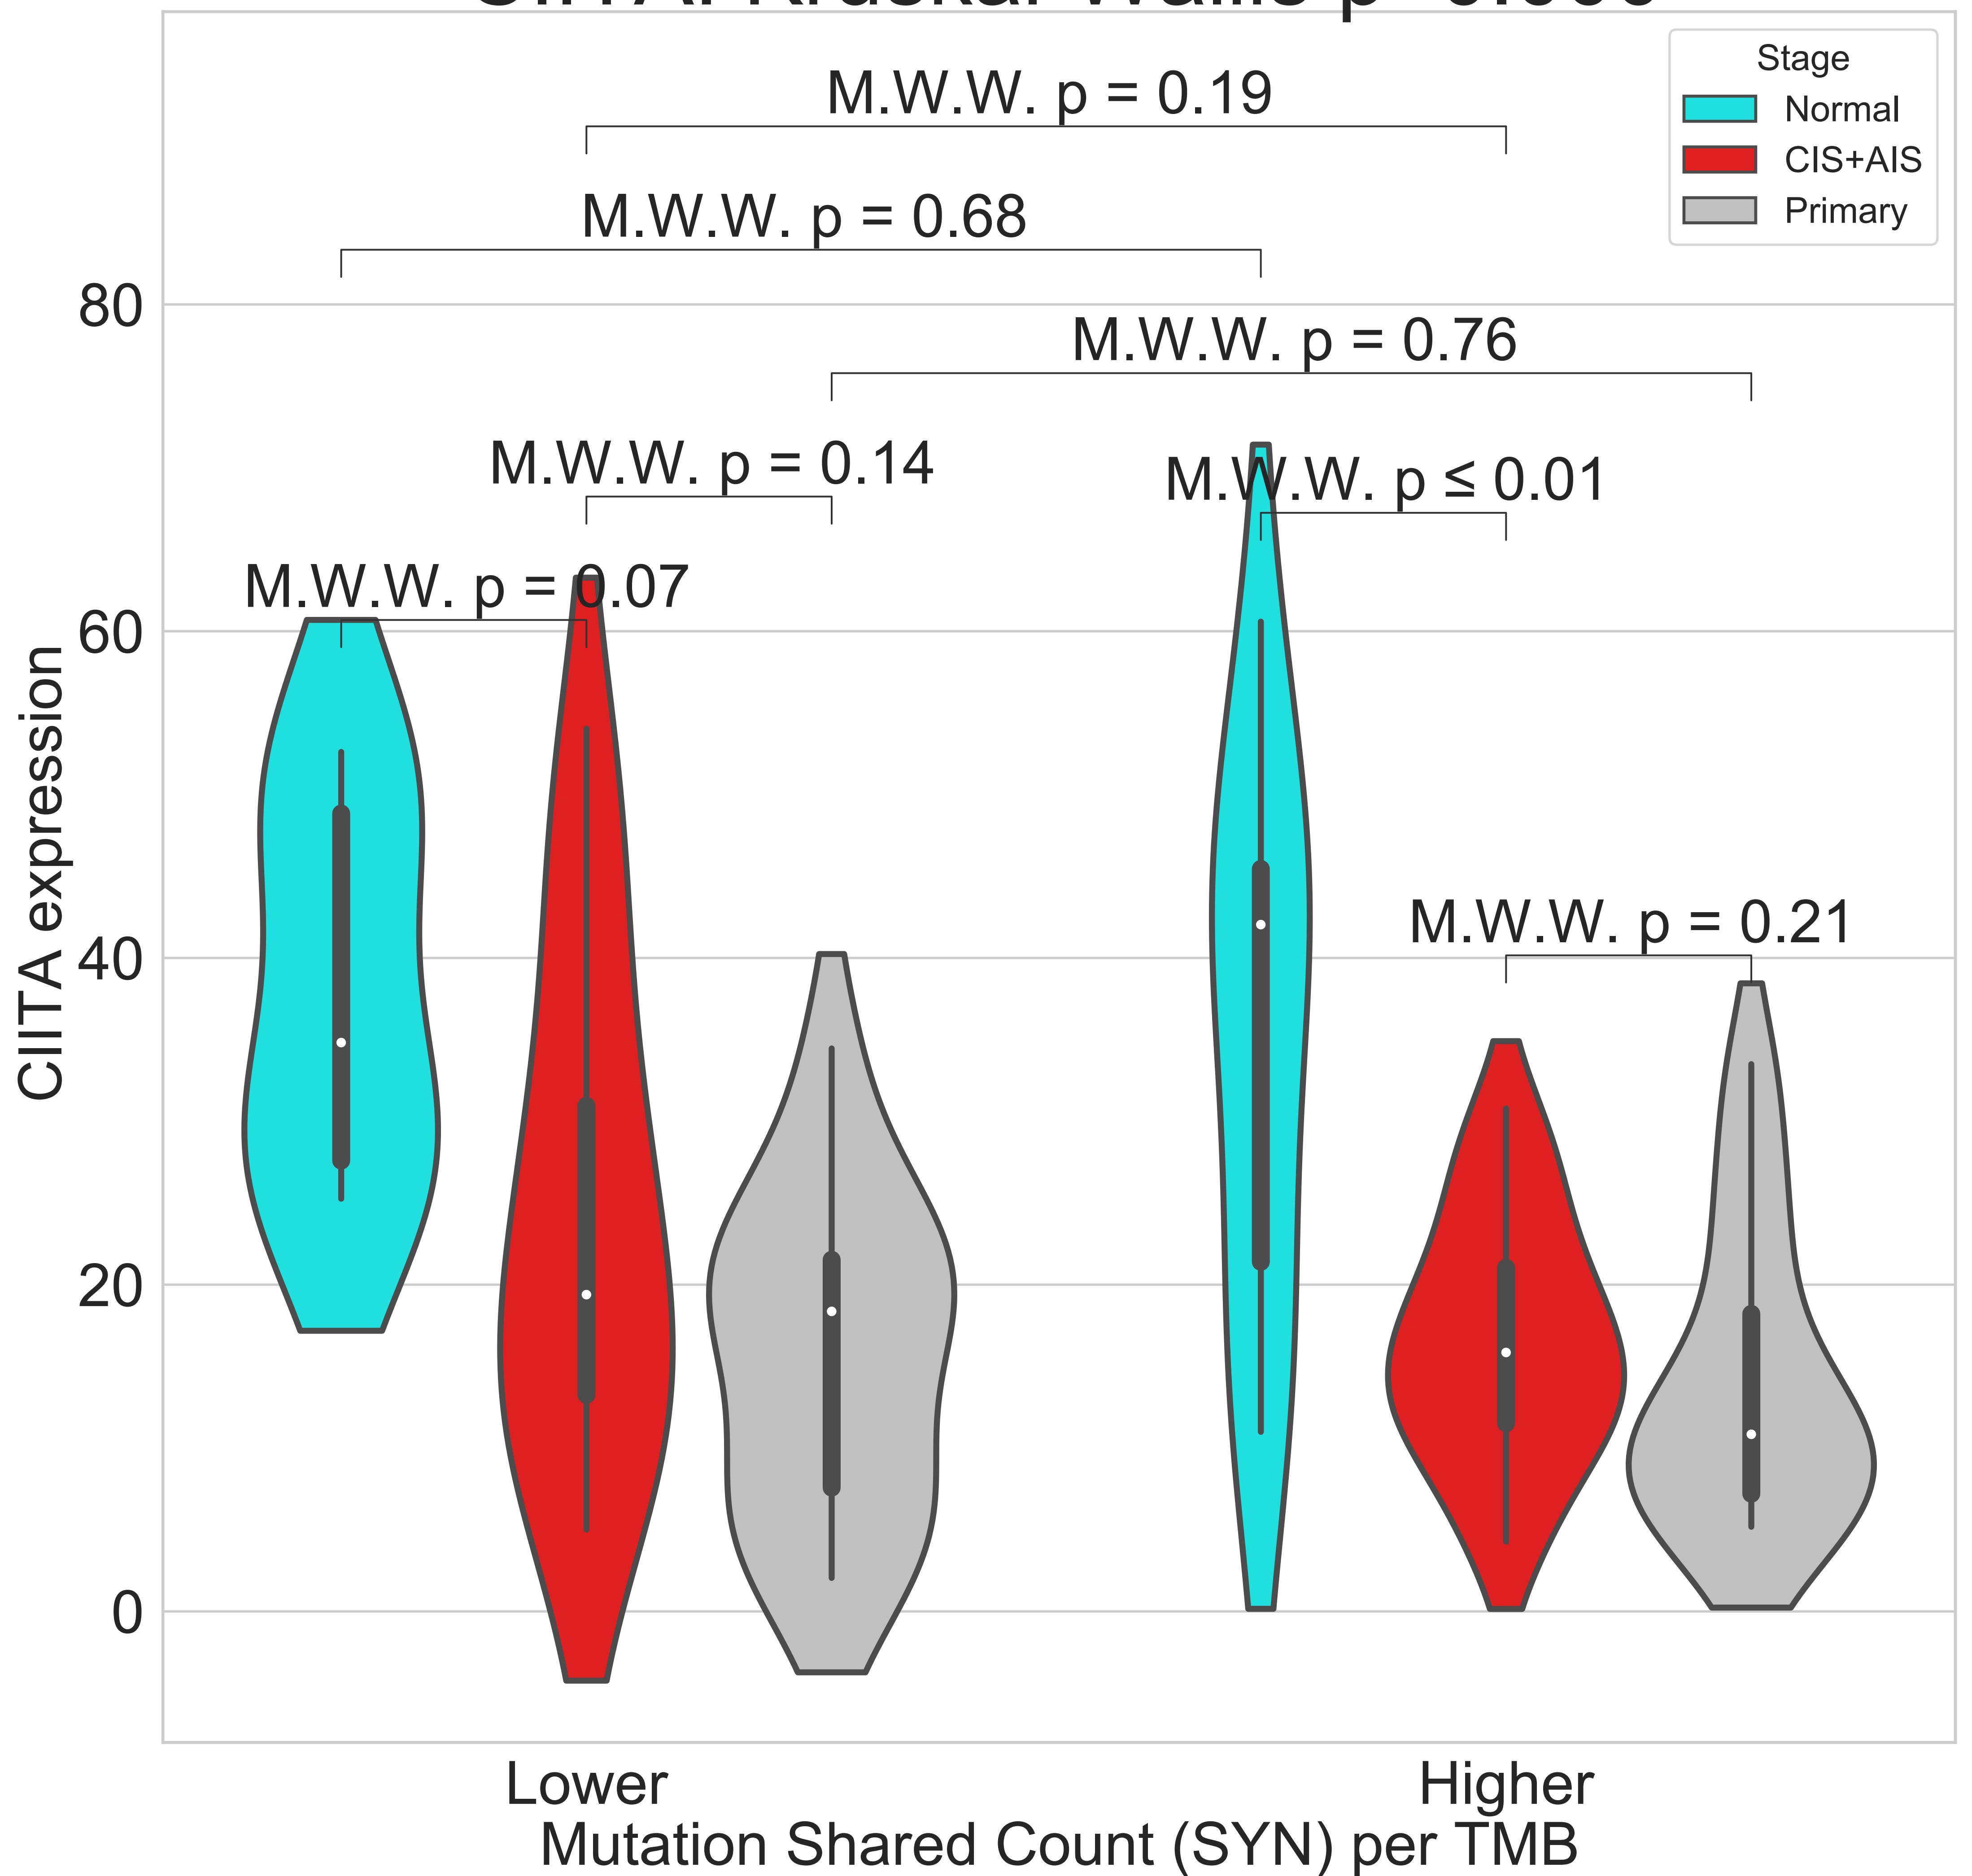 Stage
Normal
CIS+AIS
Primary
M.W.W. p = 0.19
M.W.W. p = 0.68
80
M.W.W. p = 0.76
M.W.W. p = 0.14
M.W.W. p ≤ 0.01
M.W.W. p = 0.07
60
CIITA expression
M.W.W. p = 0.21
40
20
0
Lower
Higher
Mutation Shared Count (SYN) per TMB